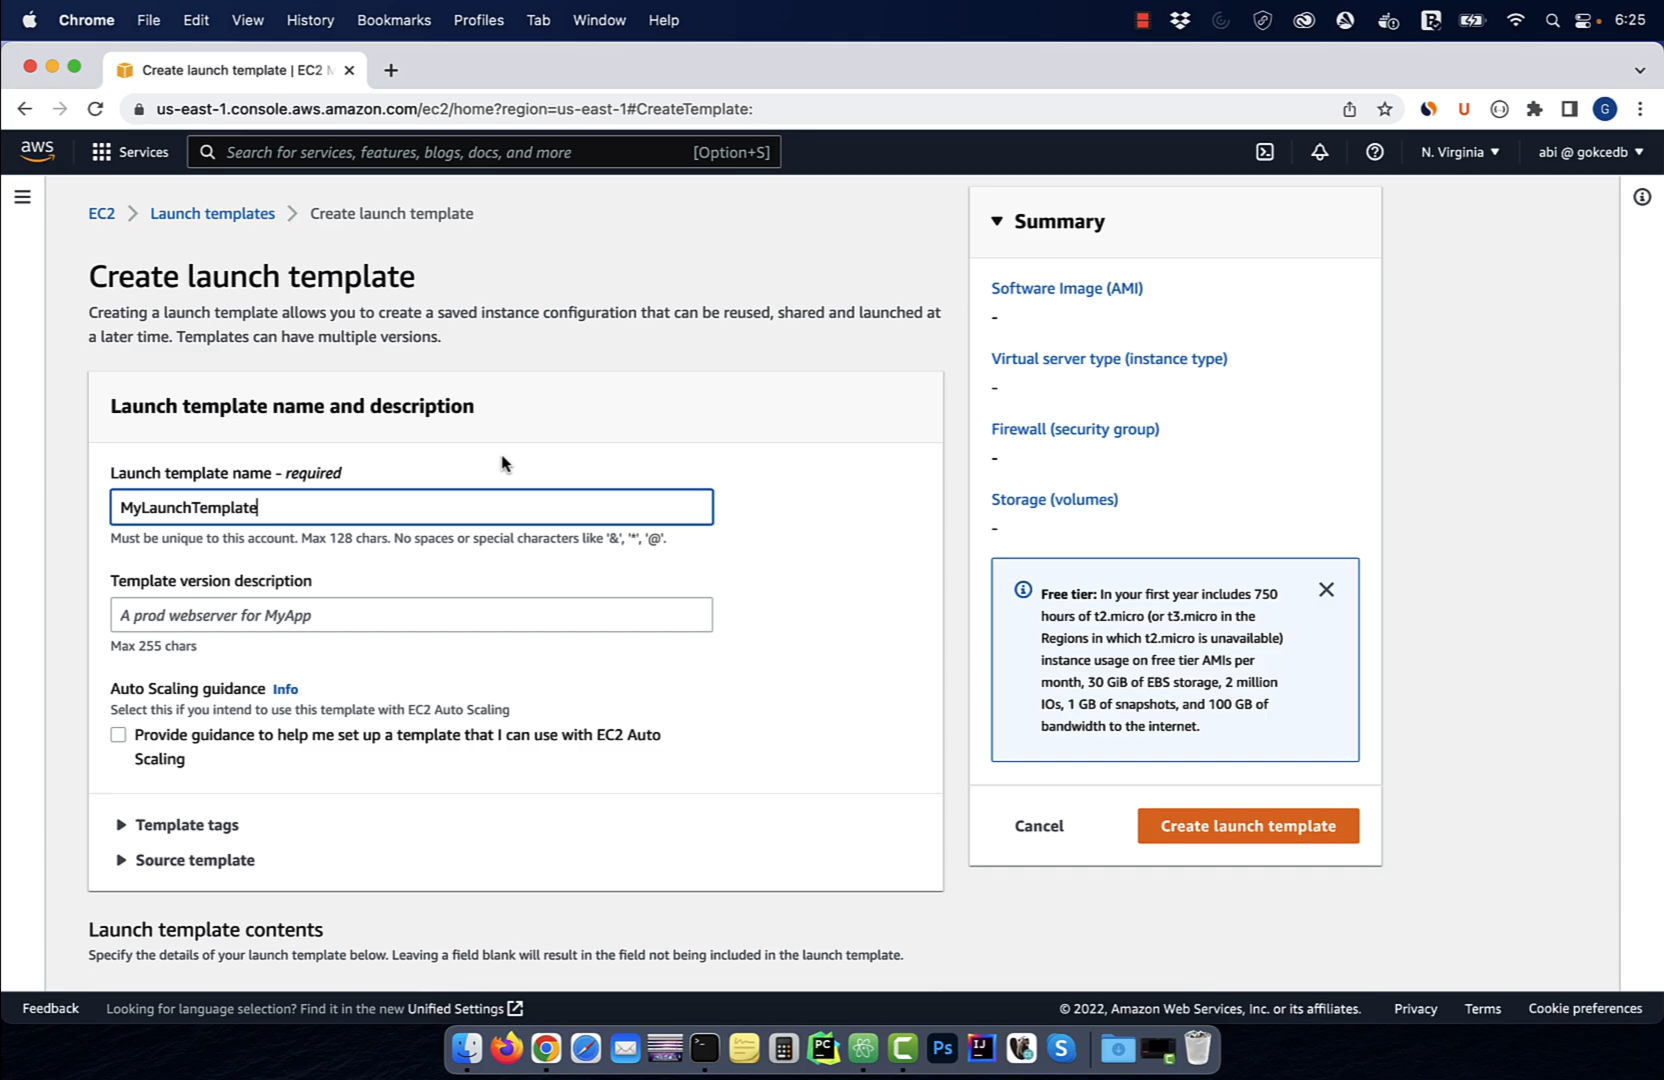 Chrome File Edit View History Bookmarks Profiles Tab Window Help 6:25
Create launch template | EC2 M
us-east-1.console.aws.amazon.com/ec2/home?region=us-east-1#CreateTemplate:
U G
aws Services Search for services, features, blogs, docs, and more [Option+S] N. Virginia abi @ gokcedb
EC2 Launch templates Create launch template
Create launch template
Creating a launch template allows you to create a saved instance configuration that can be reused, shared and launched at
a later time. Templates can have multiple versions.
Launch template name and description
Launch template name - required
MyLaunchTemplate
Must be unique to this account. Max 128 chars. No spaces or special characters like '&', '*', '@'.
Template version description
A prod webserver for MyApp
Max 255 chars
Auto Scaling guidance Info
Select this if you intend to use this template with EC2 Auto Scaling
Provide guidance to help me set up a template that I can use with EC2 Auto
Scaling
Template tags
Source template
Launch template contents
Specify the details of your launch template below. Leaving a field blank will result in the field not being included in the launch template.
Summary
Software Image (AMI)
-
Virtual server type (instance type)
-
Firewall (security group)
-
Storage (volumes)
-
Free tier: In your first year includes 750
hours of t2.micro (or t3.micro in the
Regions in which t2.micro is unavailable)
instance usage on free tier AMIs per
month, 30 GiB of EBS storage, 2 million
IOs, 1 GB of snapshots, and 100 GB of
bandwidth to the internet.
Cancel Create launch template
Feedback Looking for language selection? Find it in the new Unified Settings © 2022, Amazon Web Services, Inc. or its affiliates. Privacy Terms Cookie preferences
PC Ps IJ S